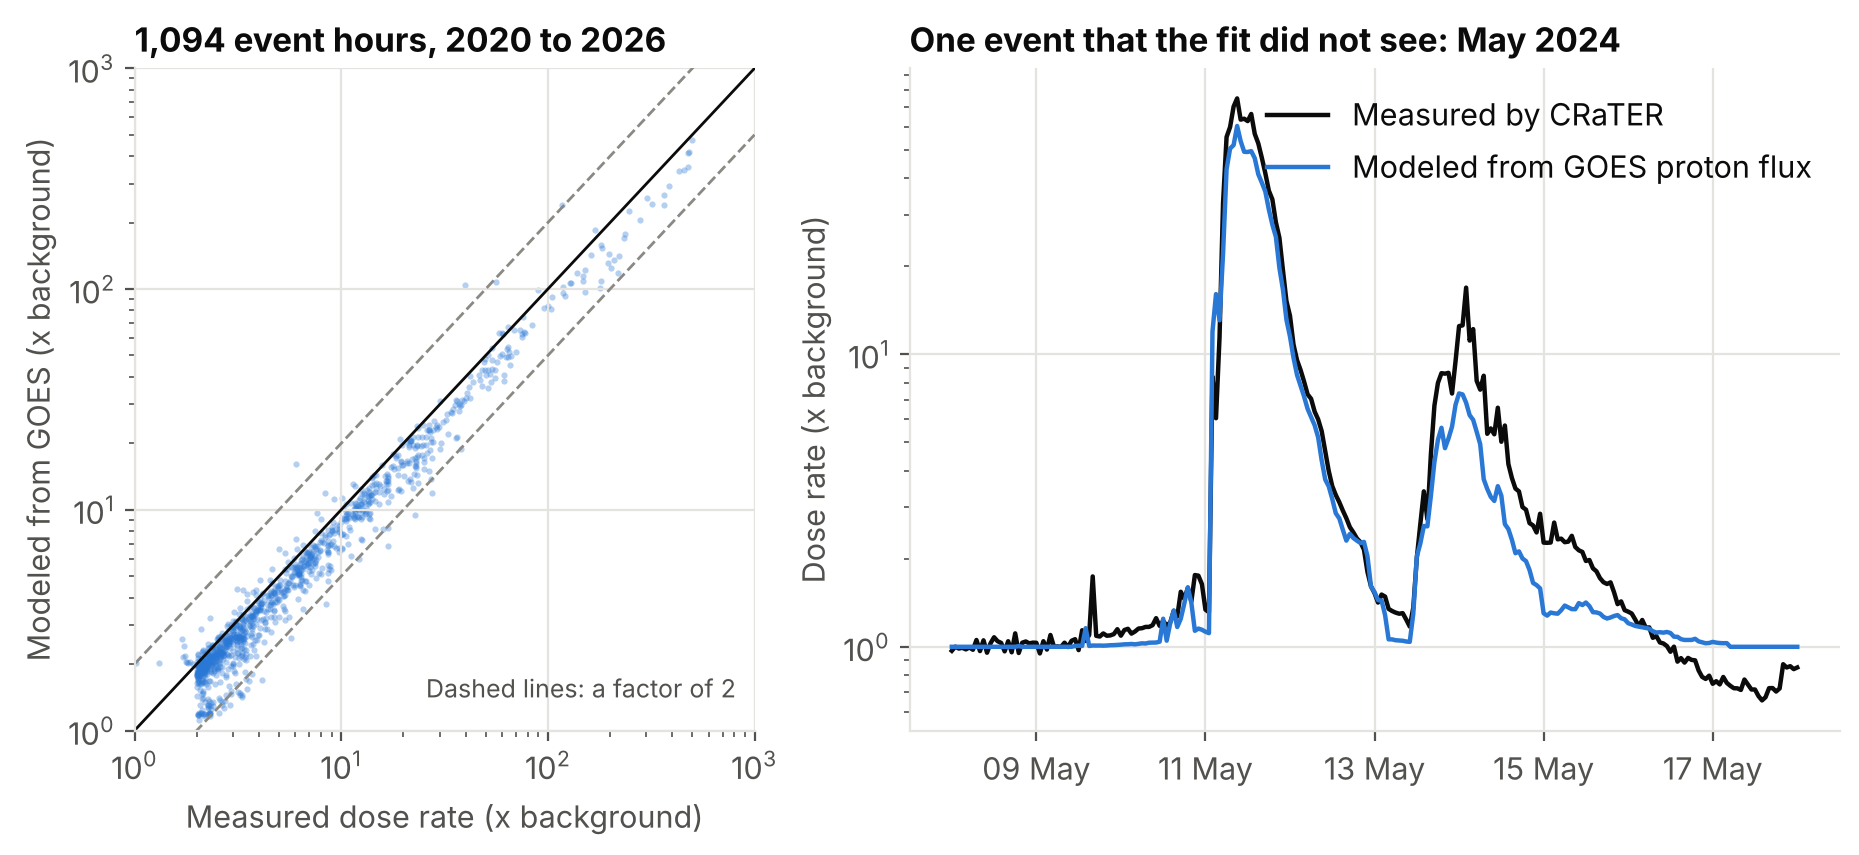 1,094 event hours, 2020 to 2026
Modeled from GOES (x background)
10³
10²
10¹
10⁰
Dashed lines: a factor of 2
10⁰ 10¹ 10² 10³
Measured dose rate (x background)
One event that the fit did not see: May 2024
Dose rate (x background)
Measured by CRaTER
Modeled from GOES proton flux
10¹
10⁰
09 May 11 May 13 May 15 May 17 May